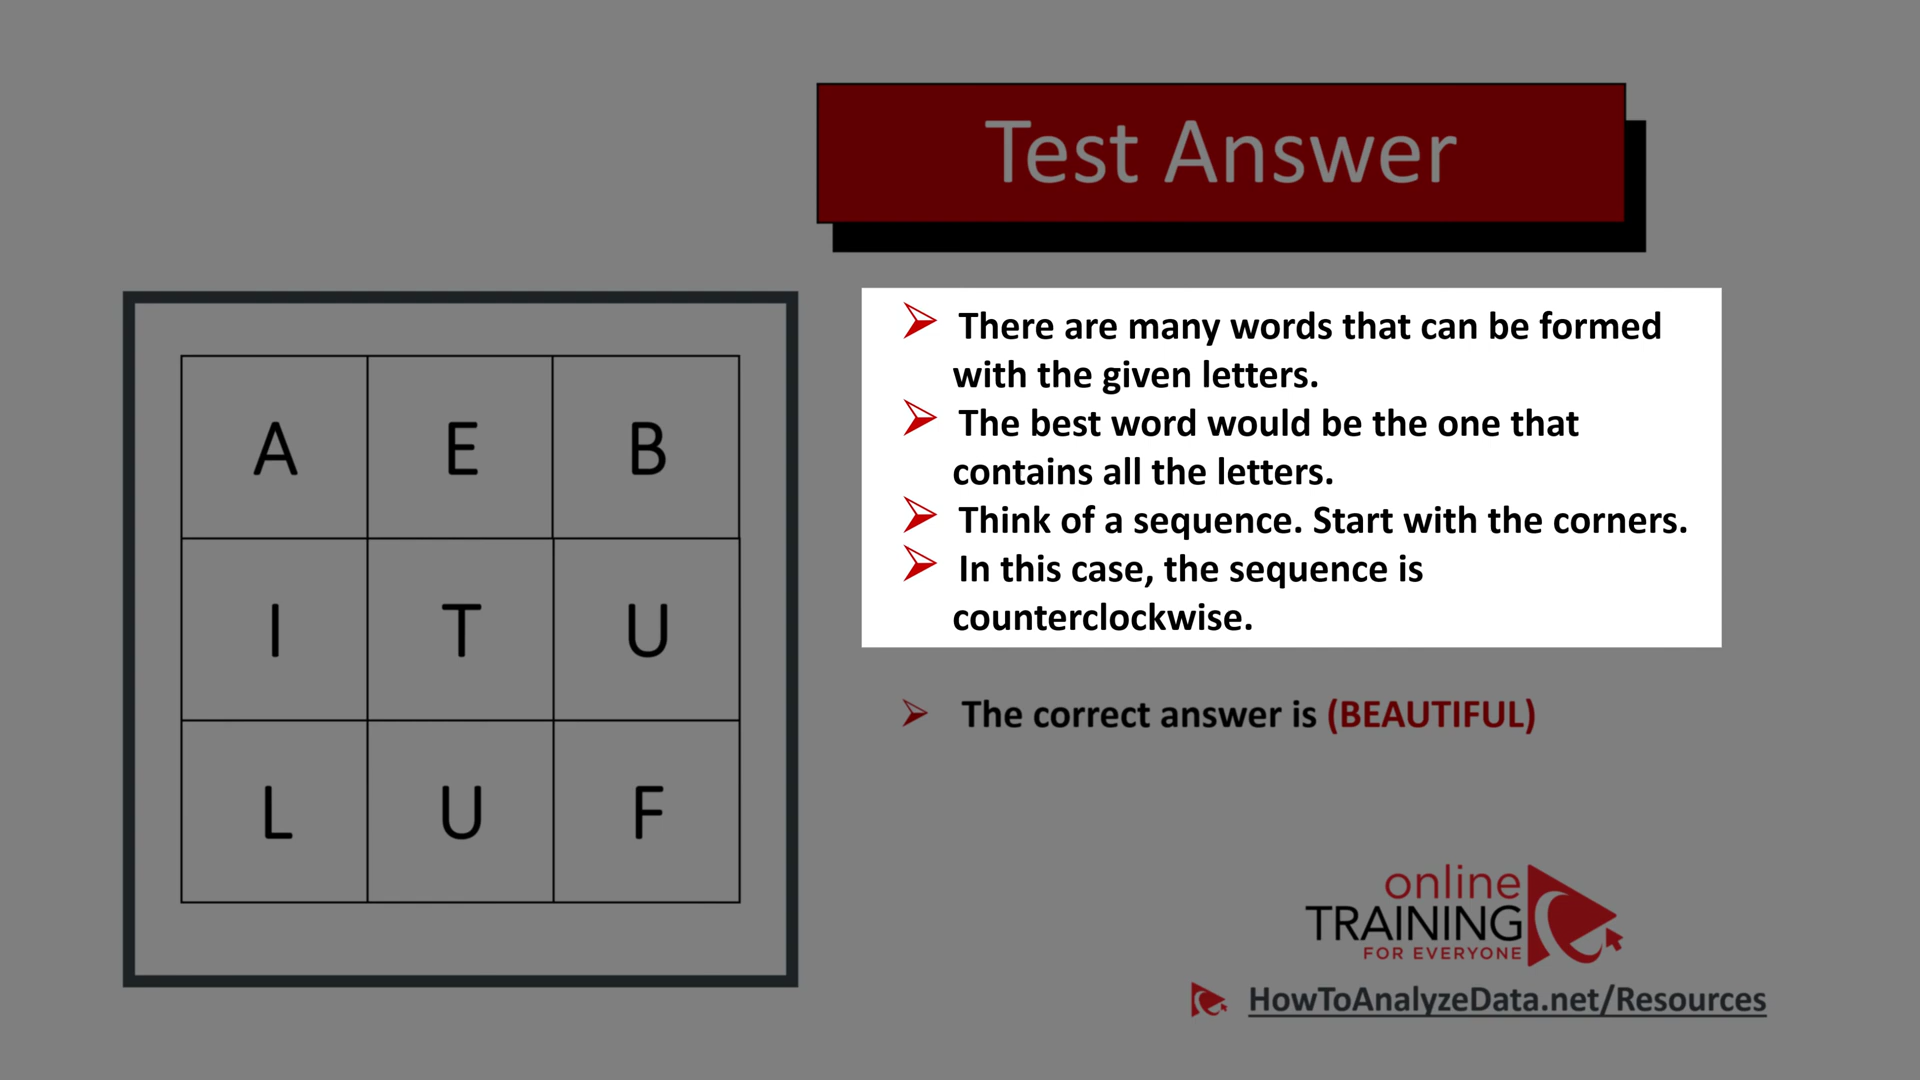 Test Answer
A E B
I T U
L U F
There are many words that can be formed
with the given letters.
The best word would be the one that
contains all the letters.
Think of a sequence. Start with the corners.
In this case, the sequence is
counterclockwise.
The correct answer is (BEAUTIFUL)
online
TRAINING
FOR EVERYONE
HowToAnalyzeData.net/Resources